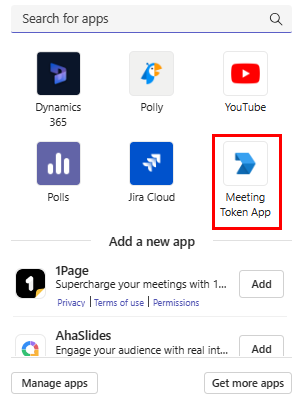 Search for apps
Dynamics
365
Polly
YouTube
Polls
Jira Cloud
Meeting
Token App
Add a new app
1
1Page
Supercharge your meetings with 1...
Add
Privacy | Terms of use | Permissions
AhaSlides
Engage your audience with real int...
Add
Manage apps
Get more apps